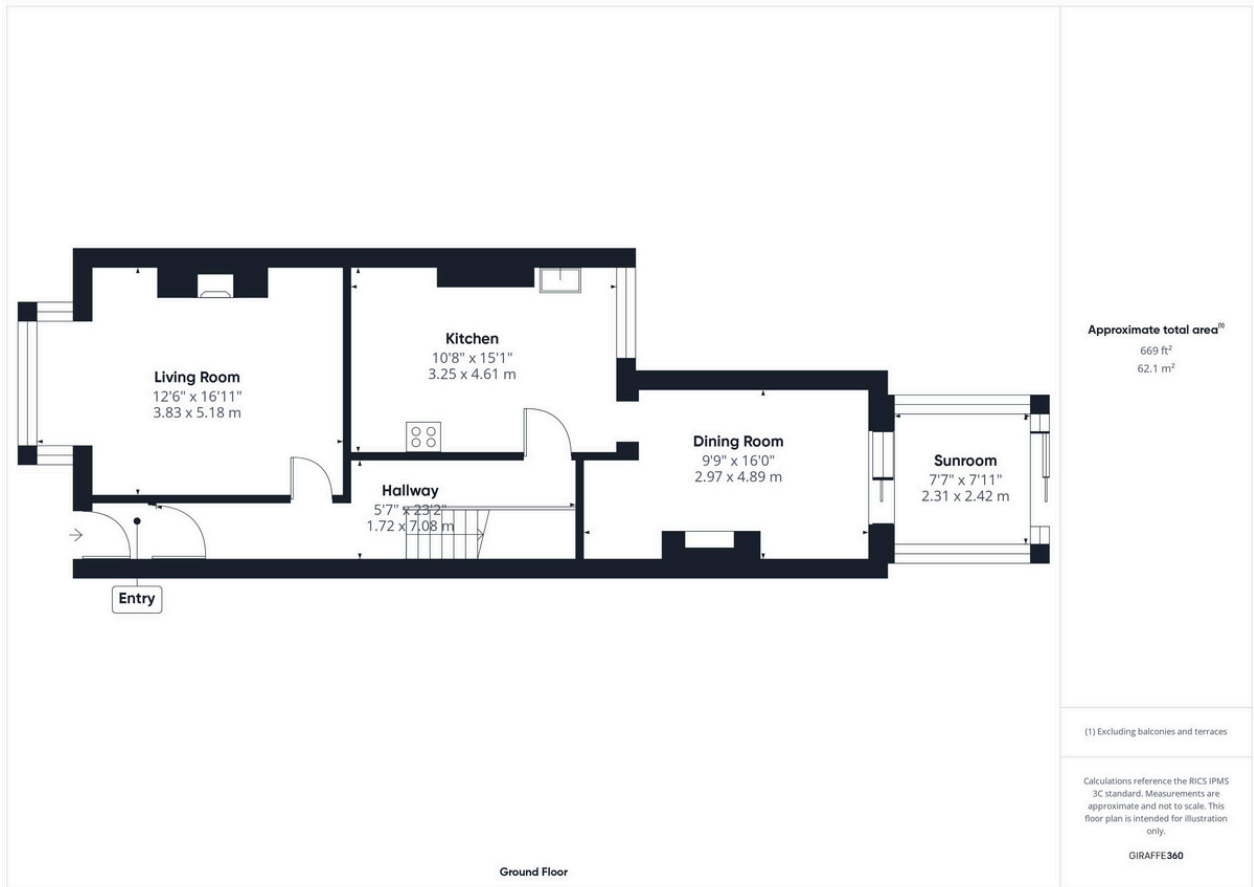 Living Room
12'6" x 16'11"
3.83 x 5.18 m
Kitchen
10'8" x 15'1"
3.25 x 4.61 m
Hallway
5'7" x 23'2"
1.72 x 7.08 m
Dining Room
9'9" x 16'0"
2.97 x 4.89 m
Sunroom
7'7" x 7'11"
2.31 x 2.42 m
Entry
Ground Floor
Approximate total area⁽¹⁾
669 ft²
62.1 m²
(1) Excluding balconies and terraces
Calculations reference the RICS IPMS
3C standard. Measurements are
approximate and not to scale. This
floor plan is intended for illustration
only.
GIRAFFE360